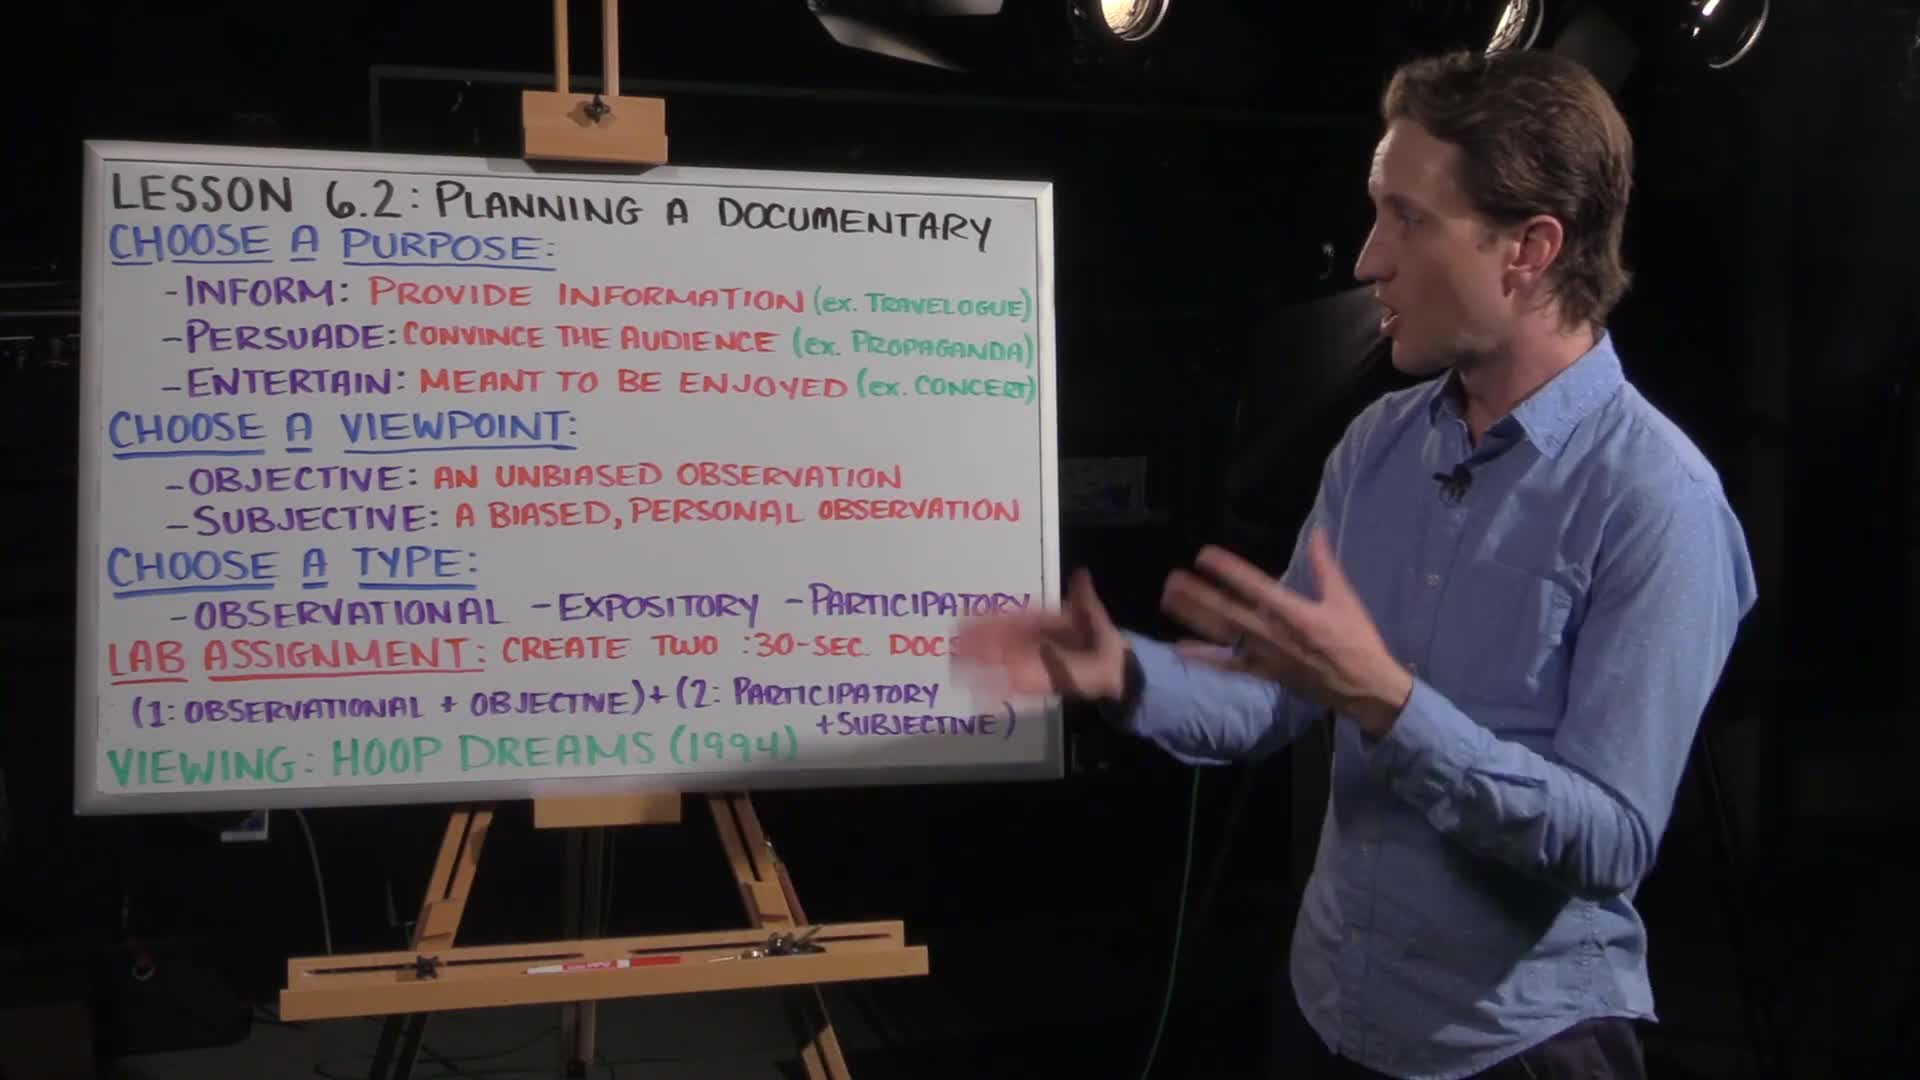 LESSON 6.2: PLANNING A DOCUMENTARY
CHOOSE A PURPOSE:
-INFORM: PROVIDE INFORMATION (ex. TRAVELOGUE)
-PERSUADE: CONVINCE THE AUDIENCE (ex. PROPAGANDA)
-ENTERTAIN: MEANT TO BE ENJOYED (ex. CONCERT)
CHOOSE A VIEWPOINT:
-OBJECTIVE: AN UNBIASED OBSERVATION
-SUBJECTIVE: A BIASED, PERSONAL OBSERVATION
CHOOSE A TYPE:
-OBSERVATIONAL -EXPOSITORY -PARTICIPATORY
LAB ASSIGNMENT: CREATE TWO :30-SEC. DOCS
(1: OBSERVATIONAL + OBJECTIVE) + (2: PARTICIPATORY
+SUBJECTIVE)
VIEWING: HOOP DREAMS (1994)